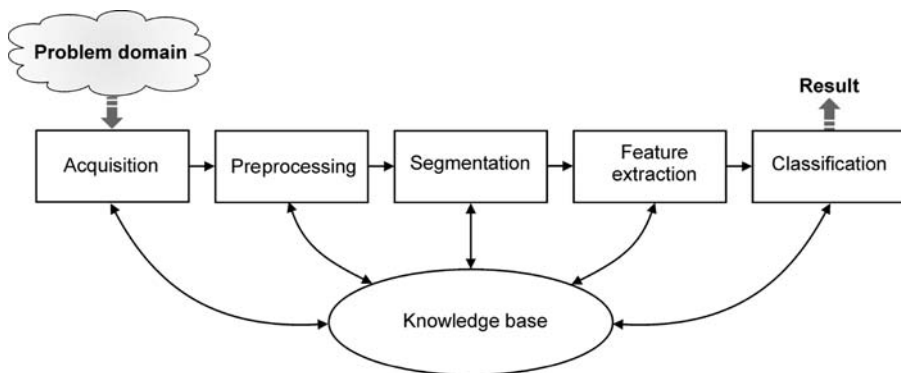 Problem domain
Result
Acquisition
Preprocessing
Segmentation
Feature
extraction
Classification
Knowledge base